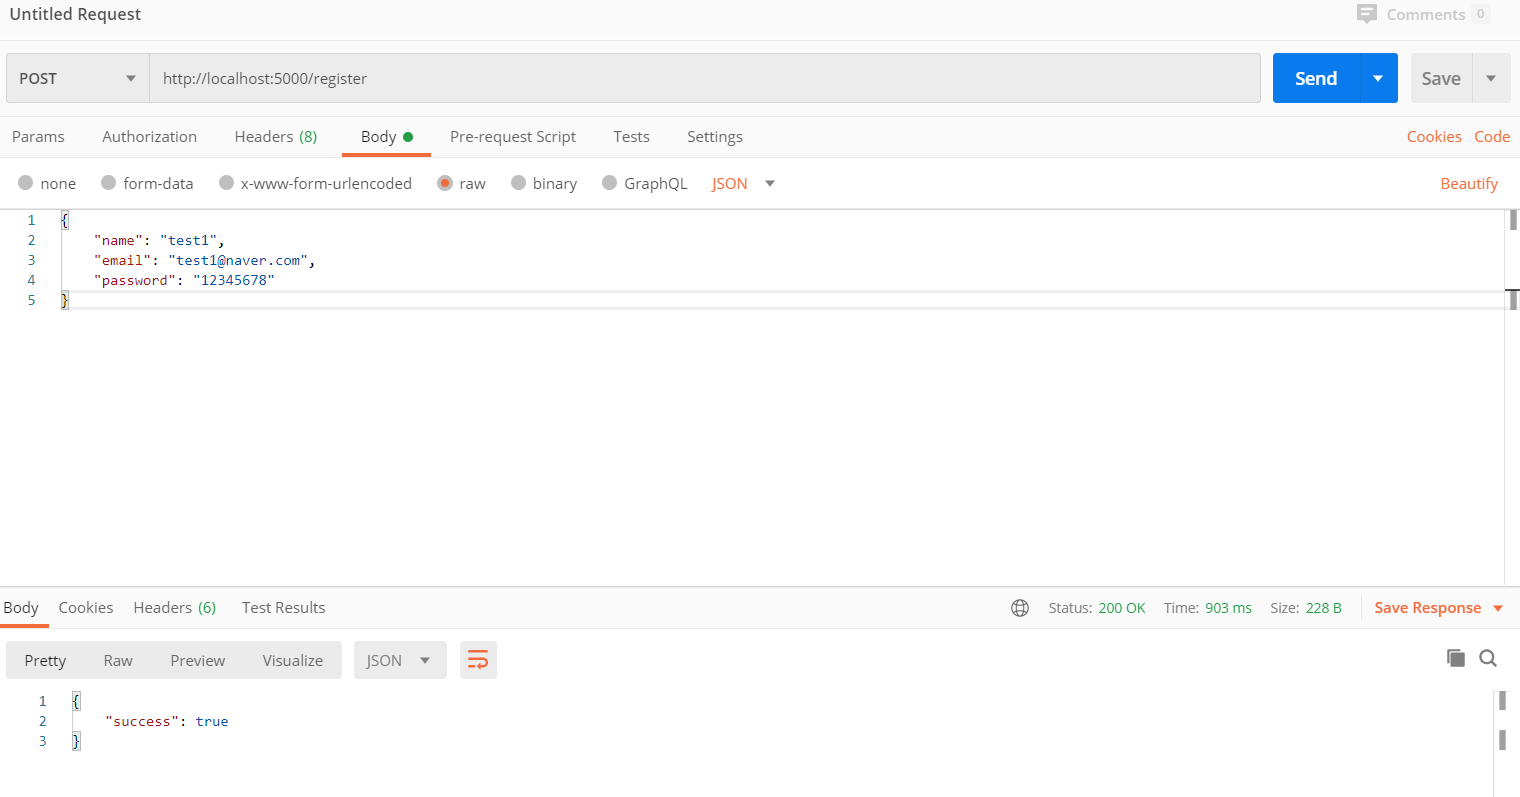 Untitled Request
Comments 0
POST http://localhost:5000/register Send Save
Params Authorization Headers (8) Body Pre-request Script Tests Settings Cookies Code
none form-data x-www-form-urlencoded raw binary GraphQL JSON Beautify
1 {
2 "name": "test1",
3 "email": "test1@naver.com",
4 "password": "12345678"
5 }
Body Cookies Headers (6) Test Results Status: 200 OK Time: 903 ms Size: 228 B Save Response
Pretty Raw Preview Visualize JSON
1 {
2 "success": true
3 }